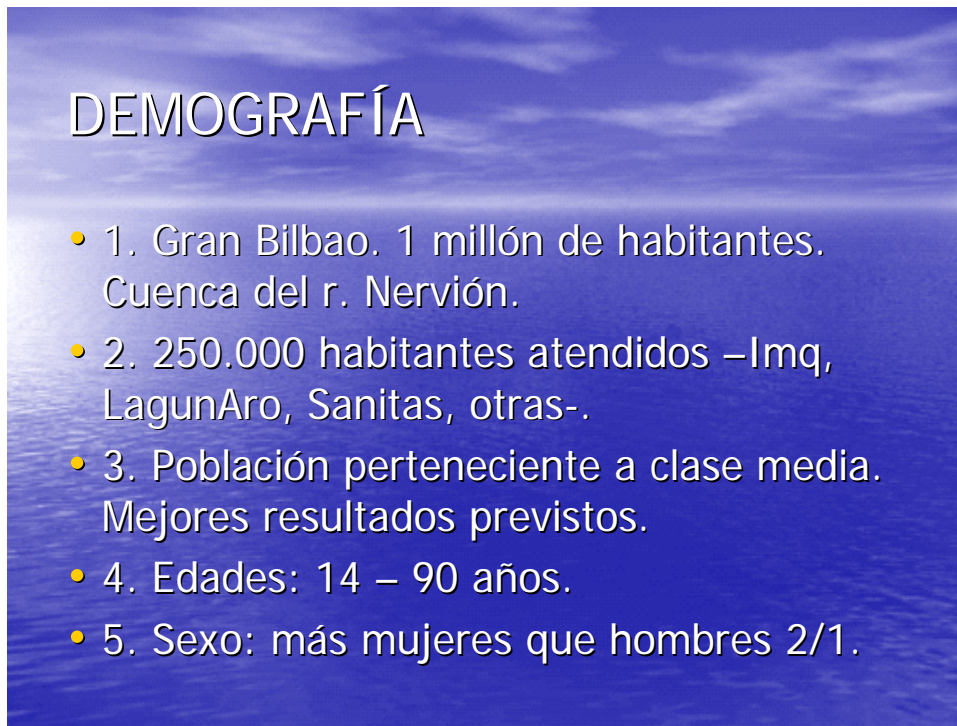 DEMOGRAFÍA
• 1. Gran Bilbao. 1 millón de habitantes.
Cuenca del r. Nervión.
• 2. 250.000 habitantes atendidos –Imq,
LagunAro, Sanitas, otras-.
• 3. Población perteneciente a clase media.
Mejores resultados previstos.
• 4. Edades: 14 – 90 años.
• 5. Sexo: más mujeres que hombres 2/1.